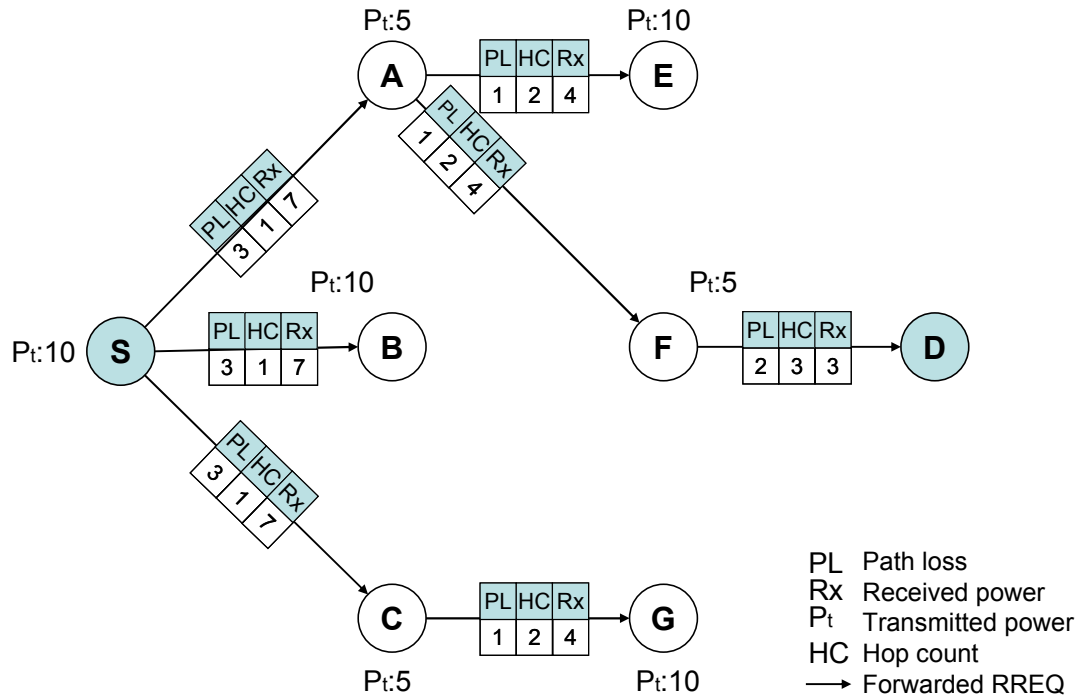 Pt:5
Pt:10
A
PL HC Rx
1 2 4
E
PL HC Rx
1 2 4
PL HC Rx
3 1 7
Pt:10
Pt:5
Pt:10
S
PL HC Rx
3 1 7
B
F
PL HC Rx
2 3 3
D
PL HC Rx
3 1 7
C
PL HC Rx
1 2 4
G
Pt:5
Pt:10
PL Path loss
Rx Received power
Pt Transmitted power
HC Hop count
Forwarded RREQ